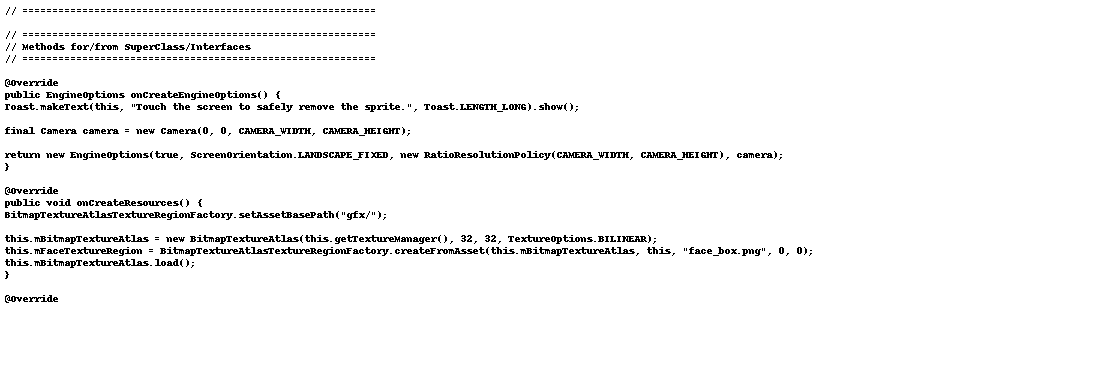 // ===========================================================
// ===========================================================
// Methods for/from SuperClass/Interfaces
// ===========================================================
@Override
public EngineOptions onCreateEngineOptions() {
Toast.makeText(this, "Touch the screen to safely remove the sprite.", Toast.LENGTH_LONG).show();
final Camera camera = new Camera(0, 0, CAMERA_WIDTH, CAMERA_HEIGHT);
return new EngineOptions(true, ScreenOrientation.LANDSCAPE_FIXED, new RatioResolutionPolicy(CAMERA_WIDTH, CAMERA_HEIGHT), camera);
}
@Override
public void onCreateResources() {
BitmapTextureAtlasTextureRegionFactory.setAssetBasePath("gfx/");
this.mBitmapTextureAtlas = new BitmapTextureAtlas(this.getTextureManager(), 32, 32, TextureOptions.BILINEAR);
this.mFaceTextureRegion = BitmapTextureAtlasTextureRegionFactory.createFromAsset(this.mBitmapTextureAtlas, this, "face_box.png", 0, 0);
this.mBitmapTextureAtlas.load();
}
@Override